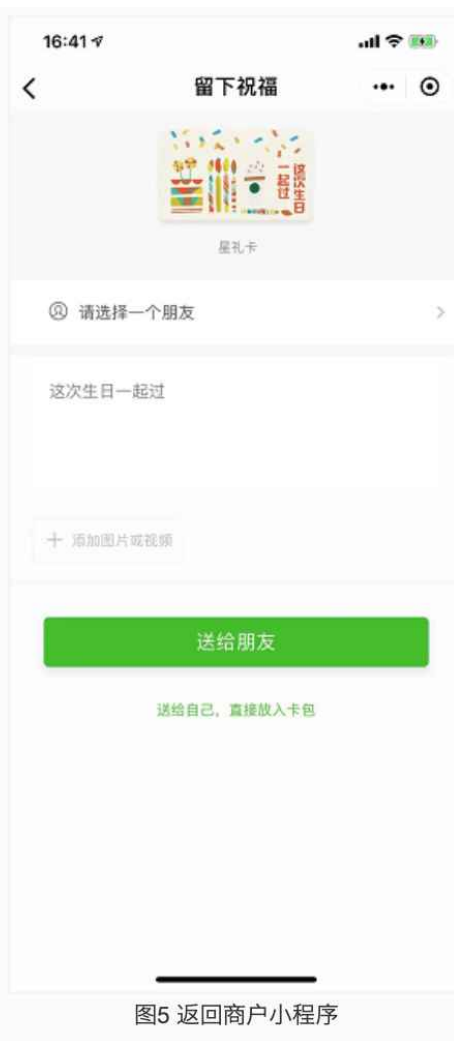 16:41
留下祝福
这次生日
一起过
星礼卡
请选择一个朋友
这次生日一起过
添加图片或视频
送给朋友
送给自己，直接放入卡包
图5 返回商户小程序